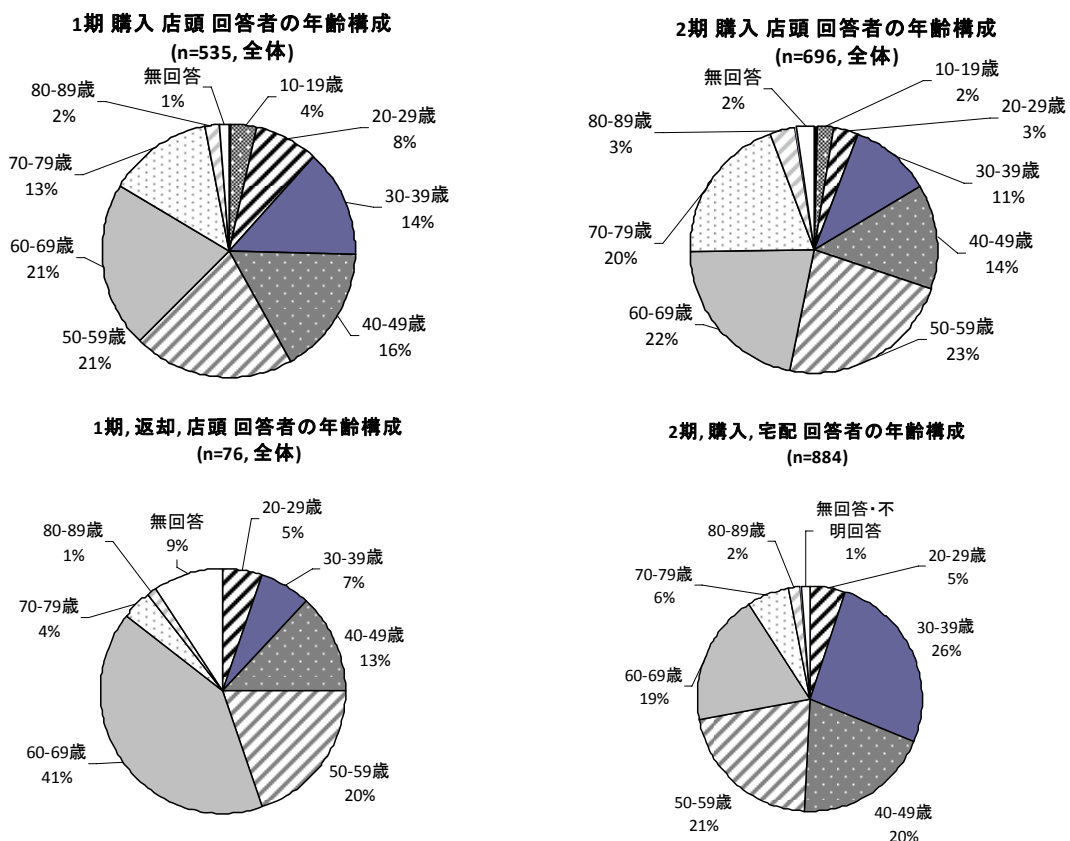 1期 購入 店頭 回答者の年齢構成
(n=535, 全体)
無回答
1%
10-19歳
4%
20-29歳
8%
30-39歳
14%
40-49歳
16%
50-59歳
21%
60-69歳
21%
70-79歳
13%
80-89歳
2%
2期 購入 店頭 回答者の年齢構成
(n=696, 全体)
無回答
2%
10-19歳
2%
20-29歳
3%
30-39歳
11%
40-49歳
14%
50-59歳
23%
60-69歳
22%
70-79歳
20%
80-89歳
3%
1期, 返却, 店頭 回答者の年齢構成
(n=76, 全体)
無回答
9%
20-29歳
5%
30-39歳
7%
40-49歳
13%
50-59歳
20%
60-69歳
41%
70-79歳
4%
80-89歳
1%
2期, 購入, 宅配 回答者の年齢構成
(n=884)
無回答・不
明回答
1%
20-29歳
5%
30-39歳
26%
40-49歳
20%
50-59歳
21%
60-69歳
19%
70-79歳
6%
80-89歳
2%